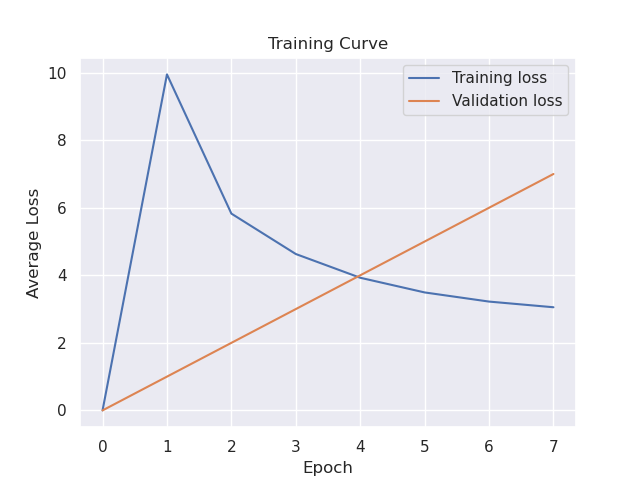 Training Curve
Training loss
Validation loss
Average Loss
10
8
6
4
2
0
0 1 2 3 4 5 6 7
Epoch